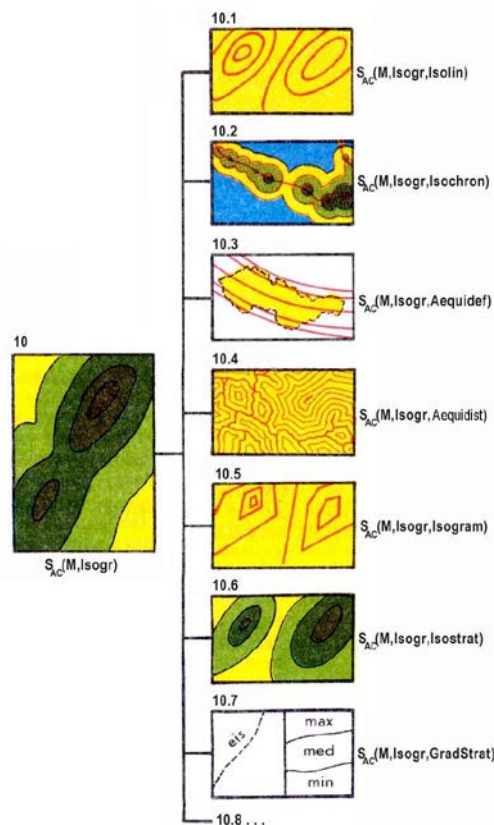 10.1
S_AC(M,Isogr,Isolin)
10.2
S_AC(M,Isogr,Isochron)
10.3
S_AC(M,Isogr,Aequidef)
10
S_AC(M,Isogr)
10.4
S_AC(M,Isogr,Aequidist)
10.5
S_AC(M,Isogr,Isogram)
10.6
S_AC(M,Isogr,Isostrat)
10.7
eis
max
med
min
S_AC(M,Isogr,GradStrat)
10.8 . . .